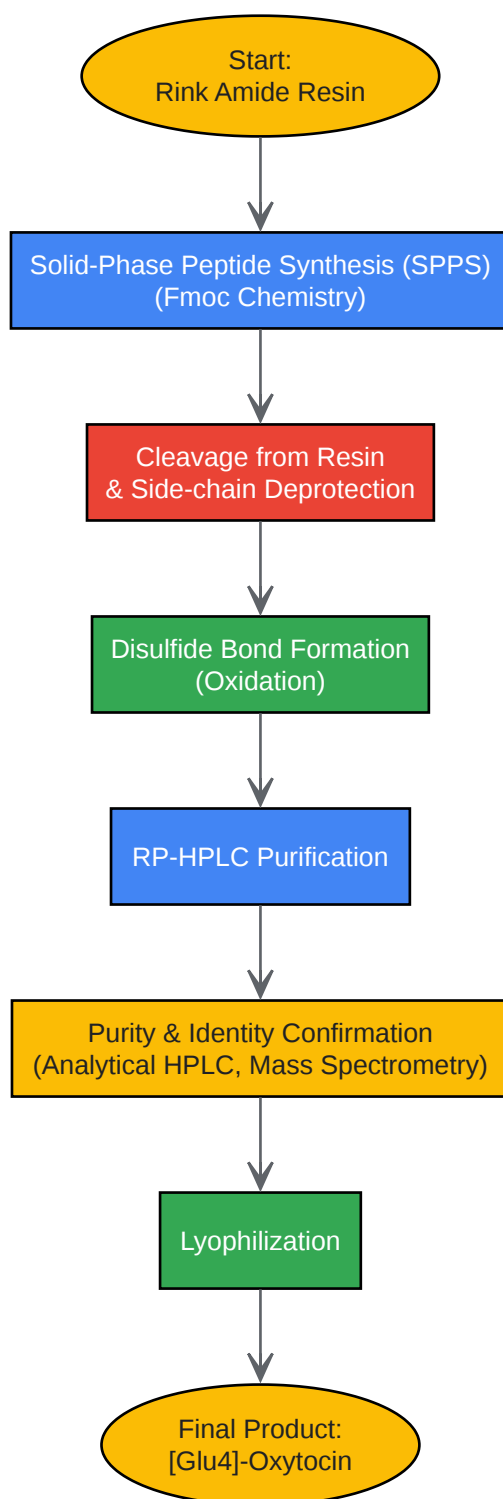 Start:
Rink Amide Resin
Solid-Phase Peptide Synthesis (SPPS)
(Fmoc Chemistry)
Cleavage from Resin
& Side-chain Deprotection
Disulfide Bond Formation
(Oxidation)
RP-HPLC Purification
Purity & Identity Confirmation
(Analytical HPLC, Mass Spectrometry)
Lyophilization
Final Product:
[Glu4]-Oxytocin